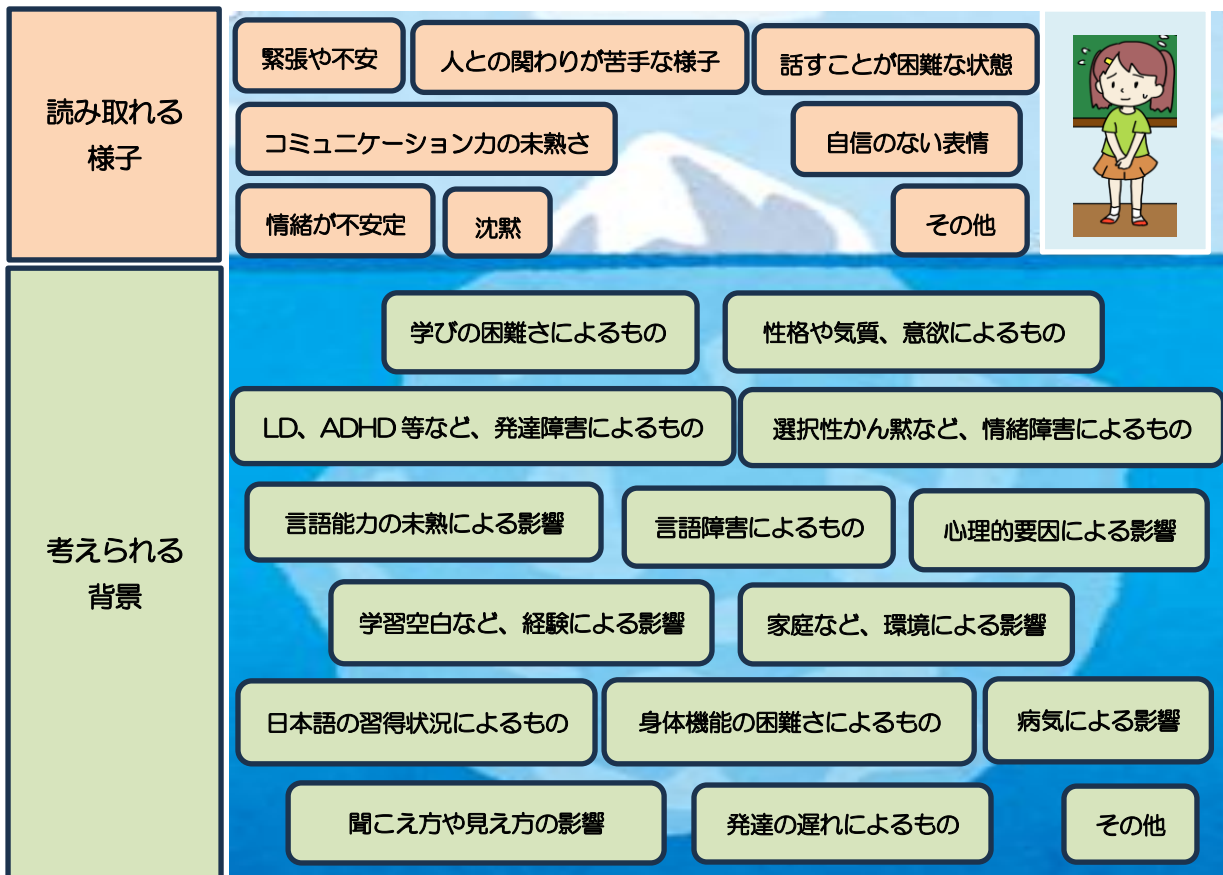 読み取れる
様子
緊張や不安
人との関わりが苦手な様子
話すことが困難な状態
コミュニケーション力の未熟さ
自信のない表情
情緒が不安定
沈黙
その他
考えられる
背景
学びの困難さによるもの
性格や気質、意欲によるもの
LD、ADHD等など、発達障害によるもの
選択性かん黙など、情緒障害によるもの
言語能力の未熟による影響
言語障害によるもの
心理的要因による影響
学習空白など、経験による影響
家庭など、環境による影響
日本語の習得状況によるもの
身体機能の困難さによるもの
病気による影響
聞こえ方や見え方の影響
発達の遅れによるもの
その他